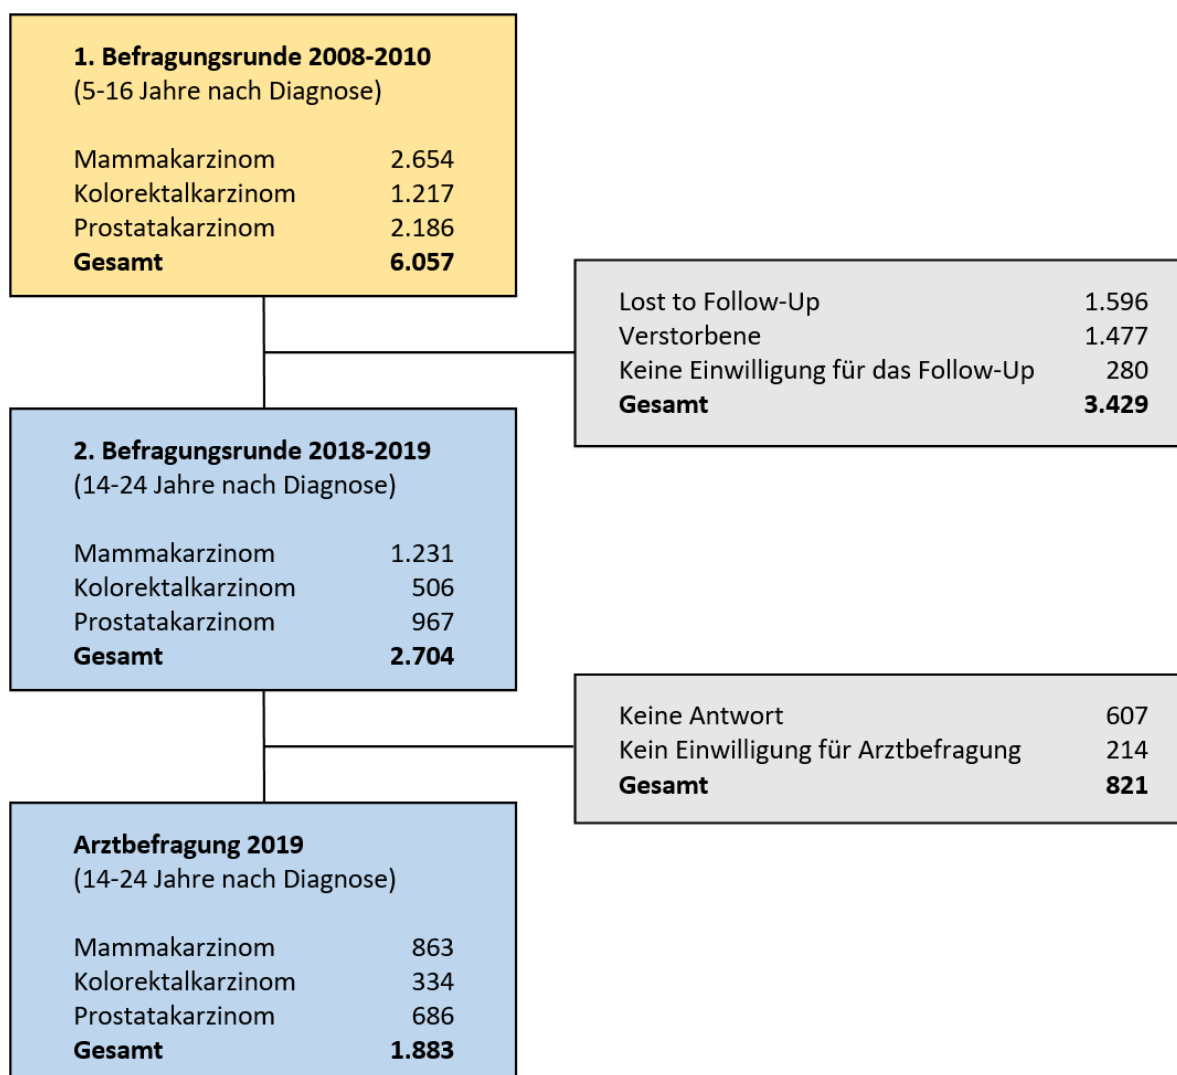 1. Befragungsrunde 2008-2010
(5-16 Jahre nach Diagnose)
Mammakarzinom 2.654
Kolorektalkarzinom 1.217
Prostatakarzinom 2.186
Gesamt 6.057
Lost to Follow-Up 1.596
Verstorbene 1.477
Keine Einwilligung für das Follow-Up 280
Gesamt 3.429
2. Befragungsrunde 2018-2019
(14-24 Jahre nach Diagnose)
Mammakarzinom 1.231
Kolorektalkarzinom 506
Prostatakarzinom 967
Gesamt 2.704
Keine Antwort 607
Kein Einwilligung für Arztbefragung 214
Gesamt 821
Arztbefragung 2019
(14-24 Jahre nach Diagnose)
Mammakarzinom 863
Kolorektalkarzinom 334
Prostatakarzinom 686
Gesamt 1.883